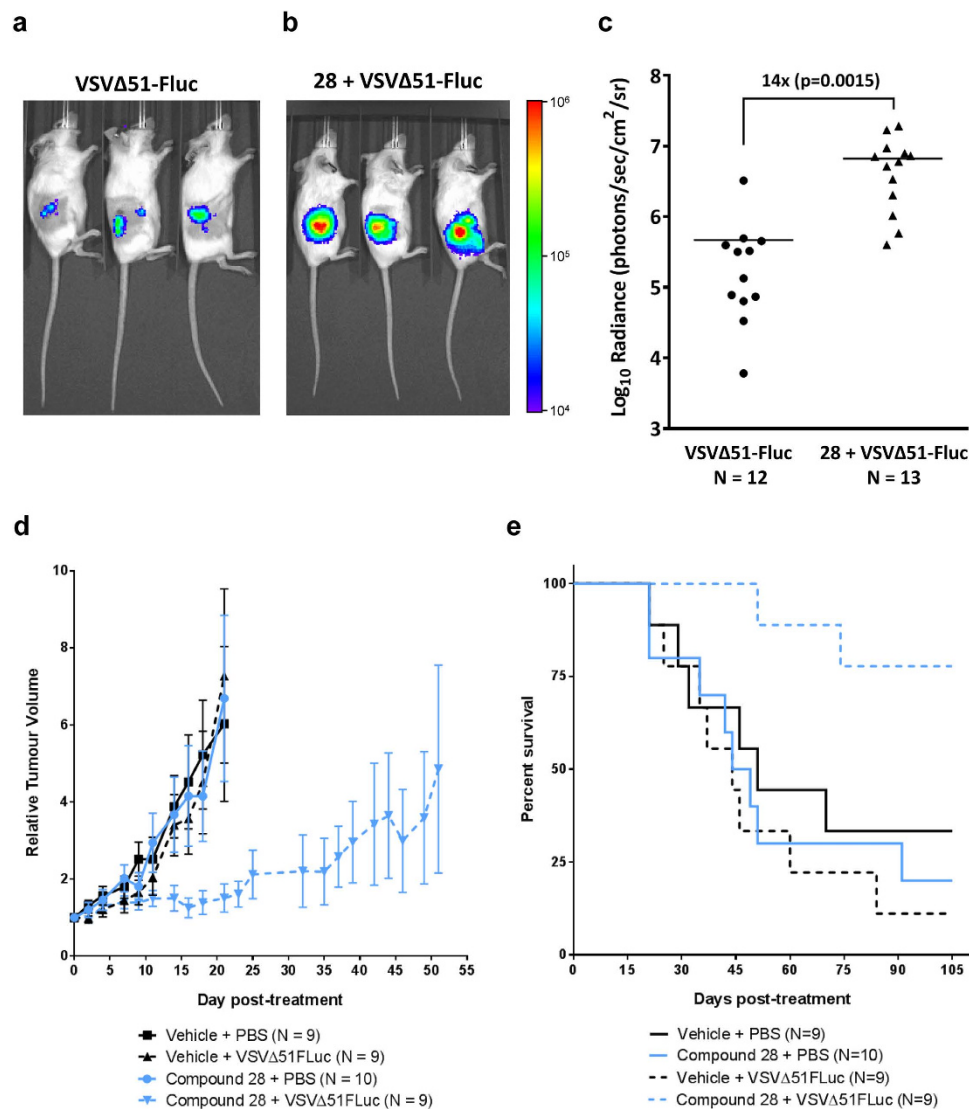 a
VSVΔ51-Fluc
b
28 + VSVΔ51-Fluc
10⁶
10⁵
10⁴
c
14x (p=0.0015)
Log₁₀ Radiance (photons/sec/cm²/sr)
8
7
6
5
4
3
VSVΔ51-Fluc
N = 12
28 + VSVΔ51-Fluc
N = 13
d
Relative Tumour Volume
10
8
6
4
2
0
0 5 10 15 20 25 30 35 40 45 50 55
Day post-treatment
Vehicle + PBS (N = 9)
Vehicle + VSVΔ51FLuc (N = 9)
Compound 28 + PBS (N = 10)
Compound 28 + VSVΔ51FLuc (N = 9)
e
Percent survival
100
75
50
25
0
0 15 30 45 60 75 90 105
Days post-treatment
Vehicle + PBS (N=9)
Compound 28 + PBS (N=10)
Vehicle + VSVΔ51FLuc (N=9)
Compound 28 + VSVΔ51FLuc (N=9)